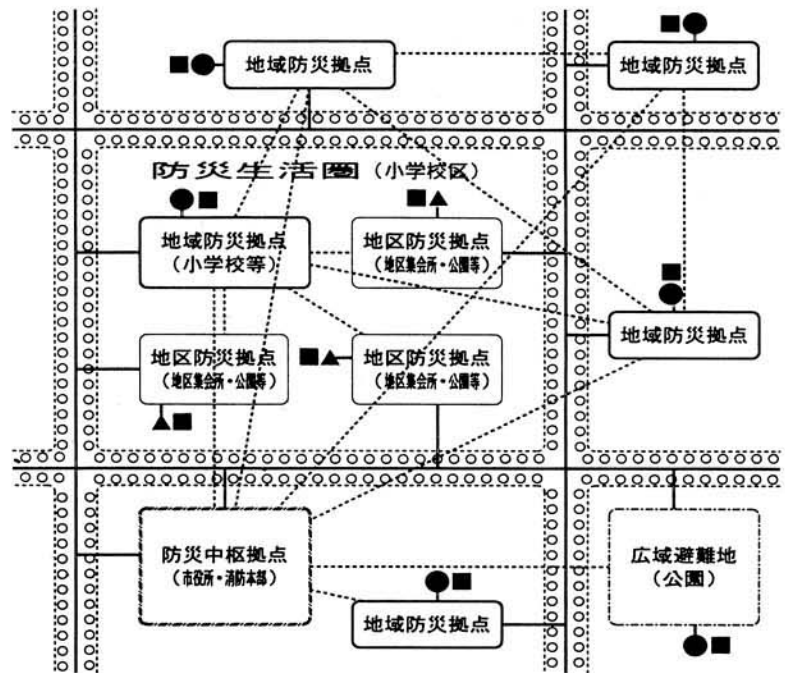 地域防災拠点
地域防災拠点
防災生活圏(小学校区)
地域防災拠点
(小学校等)
地区防災拠点
(地区集会所・公園等)
地域防災拠点
地区防災拠点
(地区集会所・公園等)
地区防災拠点
(地区集会所・公園等)
防災中枢拠点
(市役所・消防本部)
広域避難地
(公園)
地域防災拠点